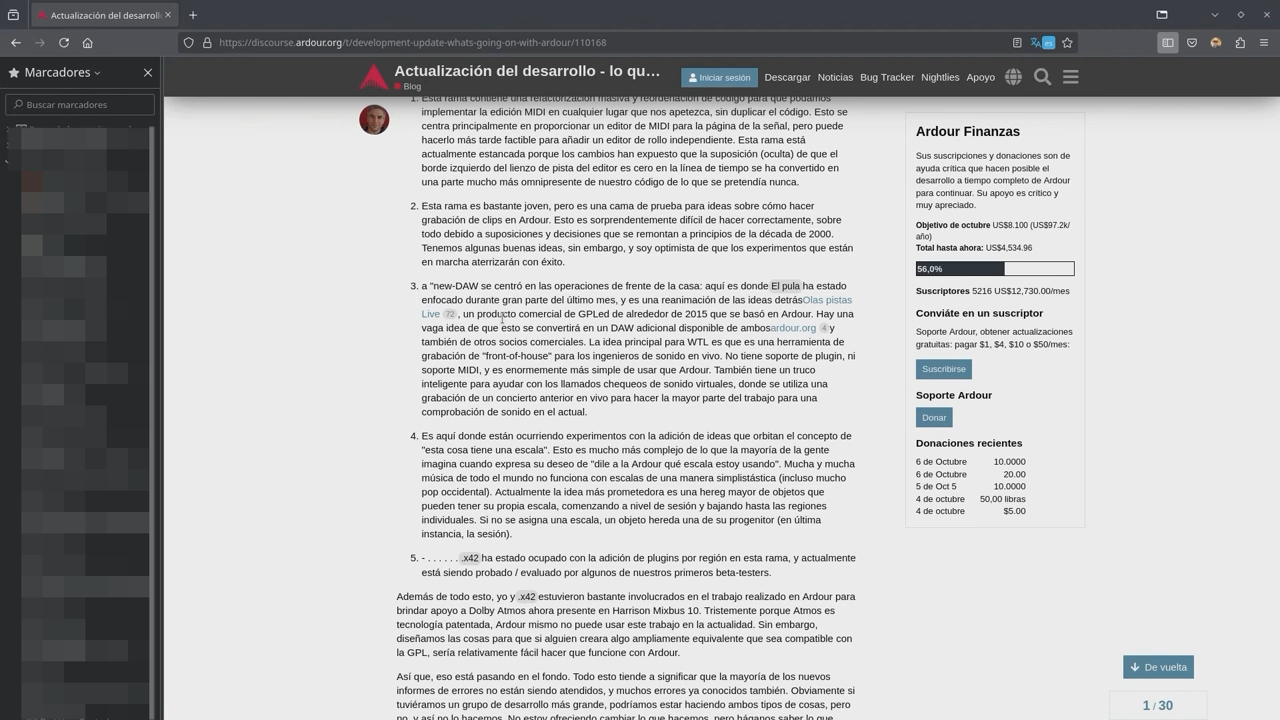 Actualización del desarroll
https://discourse.ardour.org/t/development-update-whats-going-on-with-ardour/110168
es
Marcadores
Buscar marcadores
Actualización del desarrollo - lo qu…
Blog
Iniciar sesión
Descargar
Noticias
Bug Tracker
Nightlies
Apoyo
1. Esta rama contiene una refactorización masiva y reordenación de código para que podamos
implementar la edición MIDI en cualquier lugar que nos apetezca, sin duplicar el código. Esto se
centra principalmente en proporcionar un editor de MIDI para la página de la señal, pero puede
hacerlo más tarde factible para añadir un editor de rollo independiente. Esta rama está
actualmente estancada porque los cambios han expuesto que la suposición (oculta) de que el
borde izquierdo del lienzo de pista del editor es cero en la línea de tiempo se ha convertido en
una parte mucho más omnipresente de nuestro código de lo que se pretendía nunca.
2. Esta rama es bastante joven, pero es una cama de prueba para ideas sobre cómo hacer
grabación de clips en Ardour. Esto es sorprendentemente difícil de hacer correctamente, sobre
todo debido a suposiciones y decisiones que se remontan a principios de la década de 2000.
Tenemos algunas buenas ideas, sin embargo, y soy optimista de que los experimentos que están
en marcha aterrizarán con éxito.
3. a "new-DAW se centró en las operaciones de frente de la casa: aquí es donde El pula ha estado
enfocado durante gran parte del último mes, y es una reanimación de las ideas detrásOlas pistas
Live 72 , un producto comercial de GPLed de alrededor de 2015 que se basó en Ardour. Hay una
vaga idea de que esto se convertirá en un DAW adicional disponible de ambosardour.org 4 y
también de otros socios comerciales. La idea principal para WTL es que es una herramienta de
grabación de "front-of-house" para los ingenieros de sonido en vivo. No tiene soporte de plugin, ni
soporte MIDI, y es enormemente más simple de usar que Ardour. También tiene un truco
inteligente para ayudar con los llamados chequeos de sonido virtuales, donde se utiliza una
grabación de un concierto anterior en vivo para hacer la mayor parte del trabajo para una
comprobación de sonido en el actual.
4. Es aquí donde están ocurriendo experimentos con la adición de ideas que orbitan el concepto de
"esta cosa tiene una escala". Esto es mucho más complejo de lo que la mayoría de la gente
imagina cuando expresa su deseo de "dile a la Ardour qué escala estoy usando". Mucha y mucha
música de todo el mundo no funciona con escalas de una manera simplistástica (incluso mucho
pop occidental). Actualmente la idea más prometedora es una hereg mayor de objetos que
pueden tener su propia escala, comenzando a nivel de sesión y bajando hasta las regiones
individuales. Si no se asigna una escala, un objeto hereda una de su progenitor (en última
instancia, la sesión).
5. - . . . . . . .x42 ha estado ocupado con la adición de plugins por región en esta rama, y actualmente
está siendo probado / evaluado por algunos de nuestros primeros beta-testers.
Además de todo esto, yo y .x42 estuvieron bastante involucrados en el trabajo realizado en Ardour para
brindar apoyo a Dolby Atmos ahora presente en Harrison Mixbus 10. Tristemente porque Atmos es
tecnología patentada, Ardour mismo no puede usar este trabajo en la actualidad. Sin embargo,
diseñamos las cosas para que si alguien creara algo ampliamente equivalente que sea compatible con
la GPL, sería relativamente fácil hacer que funcione con Ardour.
Así que, eso está pasando en el fondo. Todo esto tiende a significar que la mayoría de los nuevos
informes de errores no están siendo atendidos, y muchos errores ya conocidos también. Obviamente si
tuviéramos un grupo de desarrollo más grande, podríamos estar haciendo ambos tipos de cosas, pero
no, y así no lo hacemos. No estoy ofreciendo cambiar lo que hacemos, pero háganos saber lo que
Ardour Finanzas
Sus suscripciones y donaciones son de
ayuda crítica que hacen posible el
desarrollo a tiempo completo de Ardour
para continuar. Su apoyo es crítico y
muy apreciado.
Objetivo de octubre US$8.100 (US$97.2k/
año)
Total hasta ahora: US$4,534.96
56,0%
Suscriptores 5216 US$12,730.00/mes
Conviáte en un suscriptor
Soporte Ardour, obtener actualizaciones
gratuitas: pagar $1, $4, $10 o $50/mes:
Suscribirse
Soporte Ardour
Donar
Donaciones recientes
6 de Octubre 10.0000
6 de Octubre 20.00
5 de Oct 5 10.0000
4 de octubre 50,00 libras
4 de octubre $5.00
De vuelta
1 / 30